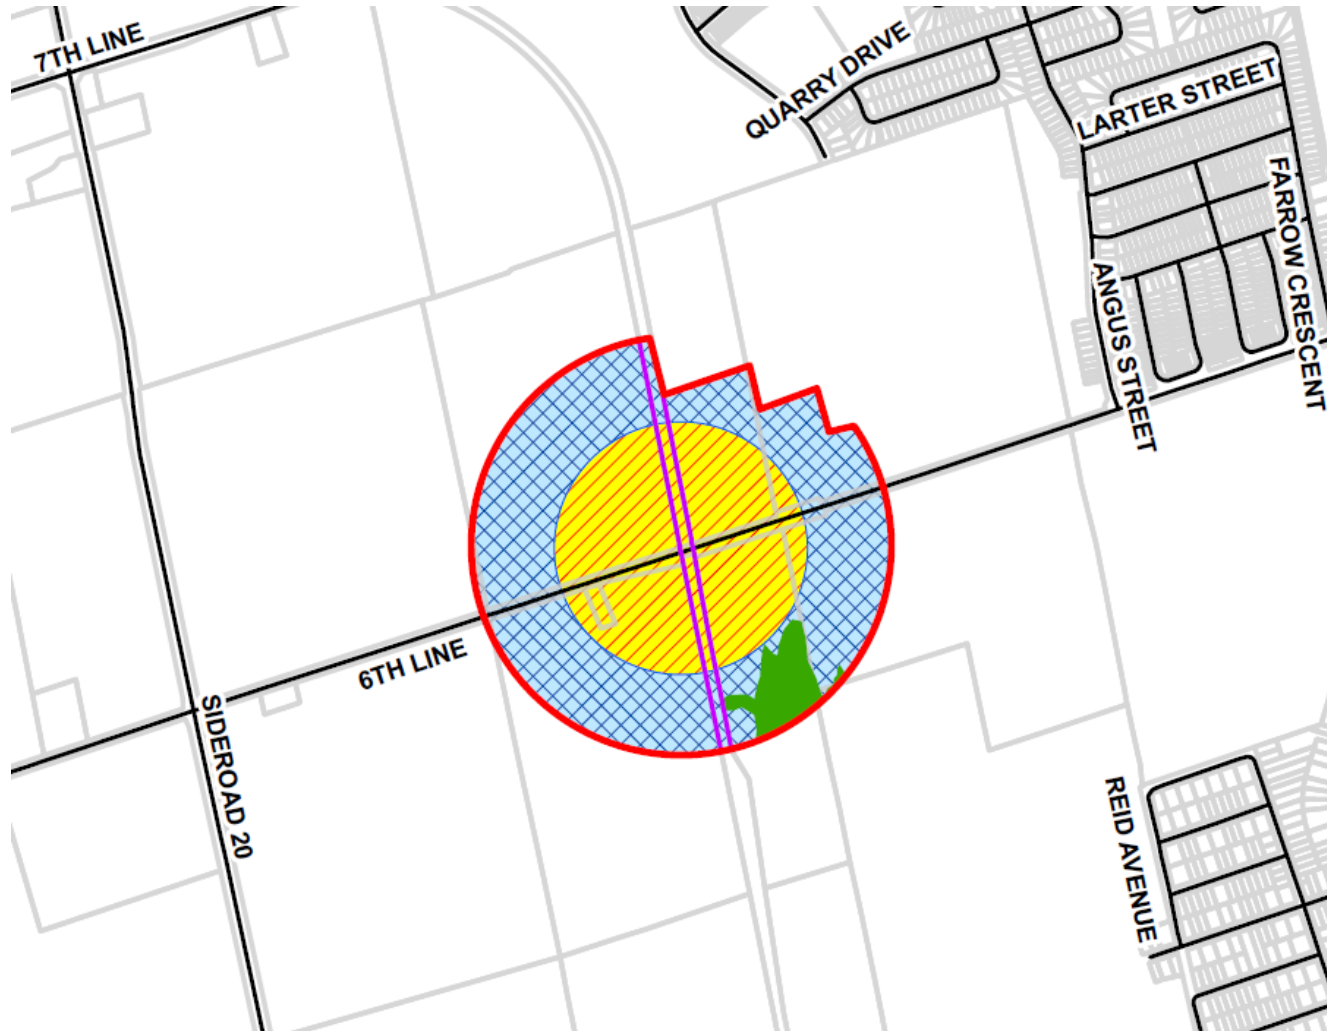 7TH LINE
QUARRY DRIVE
LARTER STREET
FARROW CRESCENT
ANGUS STREET
6TH LINE
SIDEROAD 20
REID AVENUE